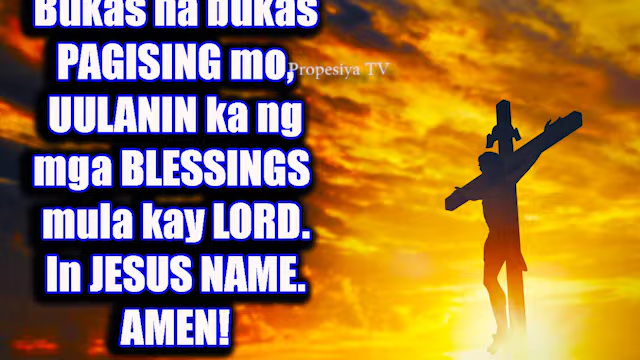 Bukas na bukas
PAGISING mo,
Propesiya TV
UULANIN ka ng
mga BLESSINGS
mula kay LORD.
In JESUS NAME.
AMEN!